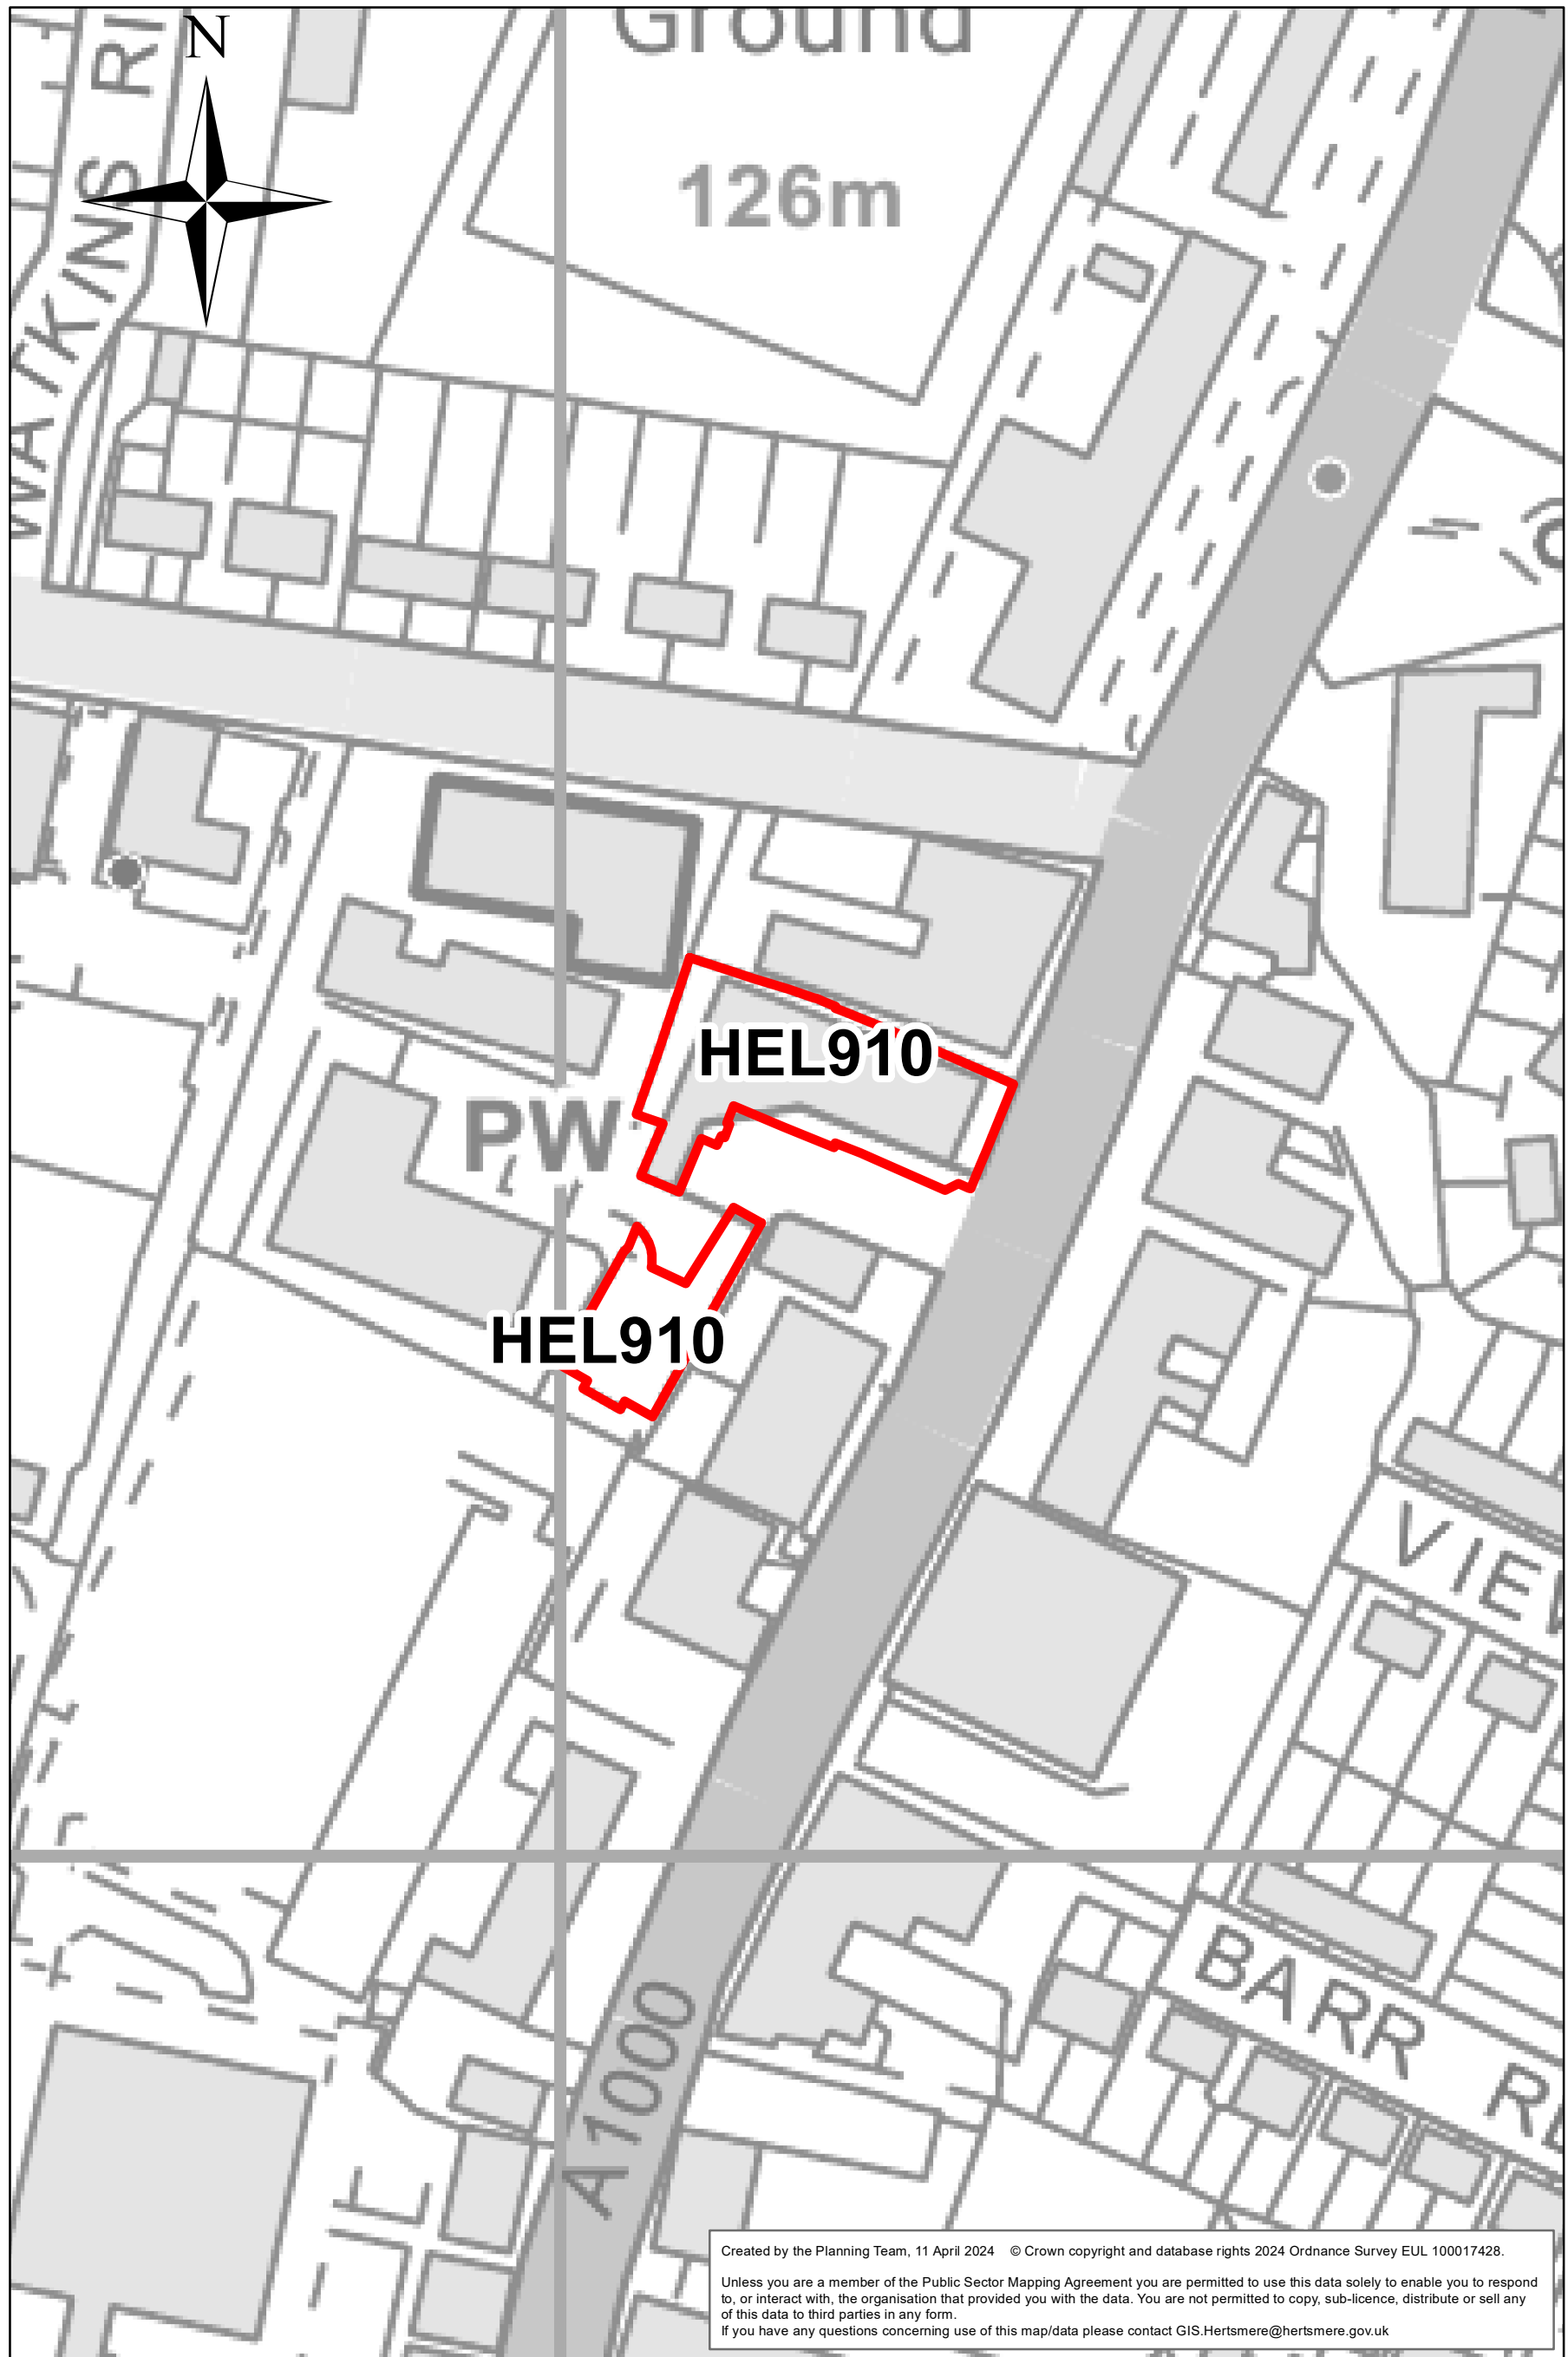 Ground
N
126m
WATKINS RI
HEL910
PW
HEL910
VIE
BARR
A1000
Created by the Planning Team, 11 April 2024 © Crown copyright and database rights 2024 Ordnance Survey EUL 100017428.
Unless you are a member of the Public Sector Mapping Agreement you are permitted to use this data solely to enable you to respond
to, or interact with, the organisation that provided you with the data. You are not permitted to copy, sub-licence, distribute or sell any
of this data to third parties in any form.
If you have any questions concerning use of this map/data please contact GIS.Hertsmere@hertsmere.gov.uk